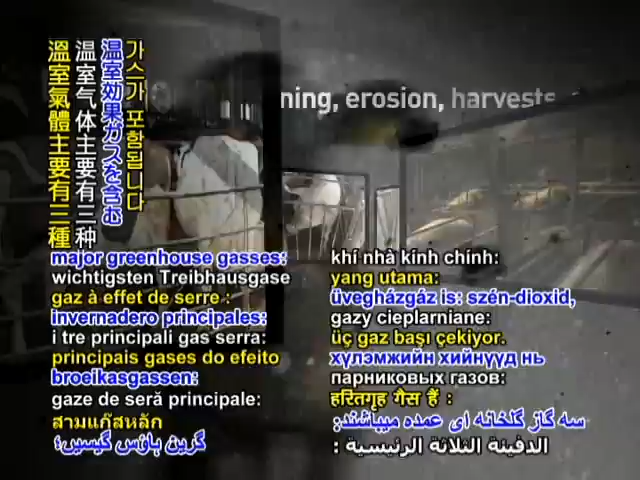 가스가 포함됩니다
温室効果ガスを含む
温室气体主要有三种
溫室氣體主要有三種
ning, erosion, harvests
major greenhouse gasses:
wichtigsten Treibhausgase
gaz à effet de serre :
invernadero principales:
i tre principali gas serra:
principais gases do efeito
broeikasgassen:
gaze de seră principale:
สามแก๊สหลัก
گرین ہاؤس گیسیں؛
khí nhà kính chính:
yang utama:
üvegházgáz is: szén-dioxid,
gazy cieplarniane:
üç gaz başı çekiyor.
хүлэмжийн хийнүүд нь
парниковых газов:
हरितगृह गैस हैं :
سه گاز گلخانه ای عمده میباشند:
الدفيئة الثلاثة الرئيسية :